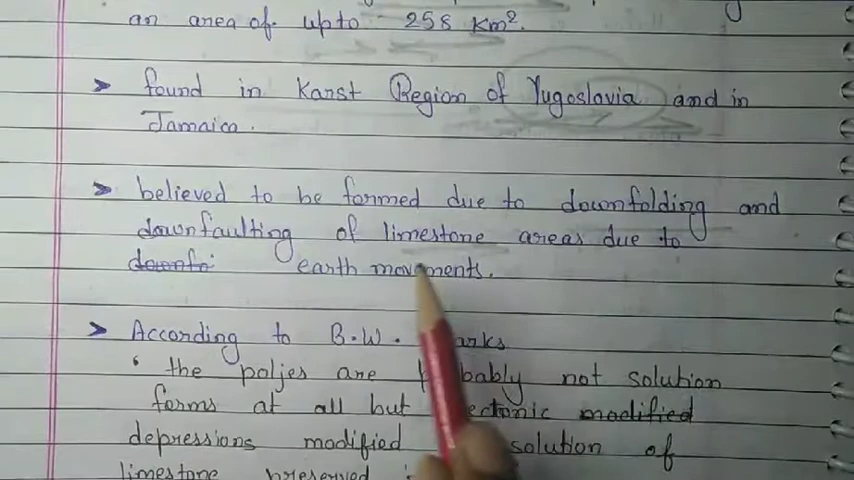 an area of upto 258 Km².
➤ found in Karst Region of Yugoslavia and in
Jamaica.
➤ believed to be formed due to downfolding and
downfaulting of limestone areas due to
earth movements.
➤ According to B.W.
' the poljes are probably not solution
forms at all but tectonic modified
depressions modified solution of
limestone preserved